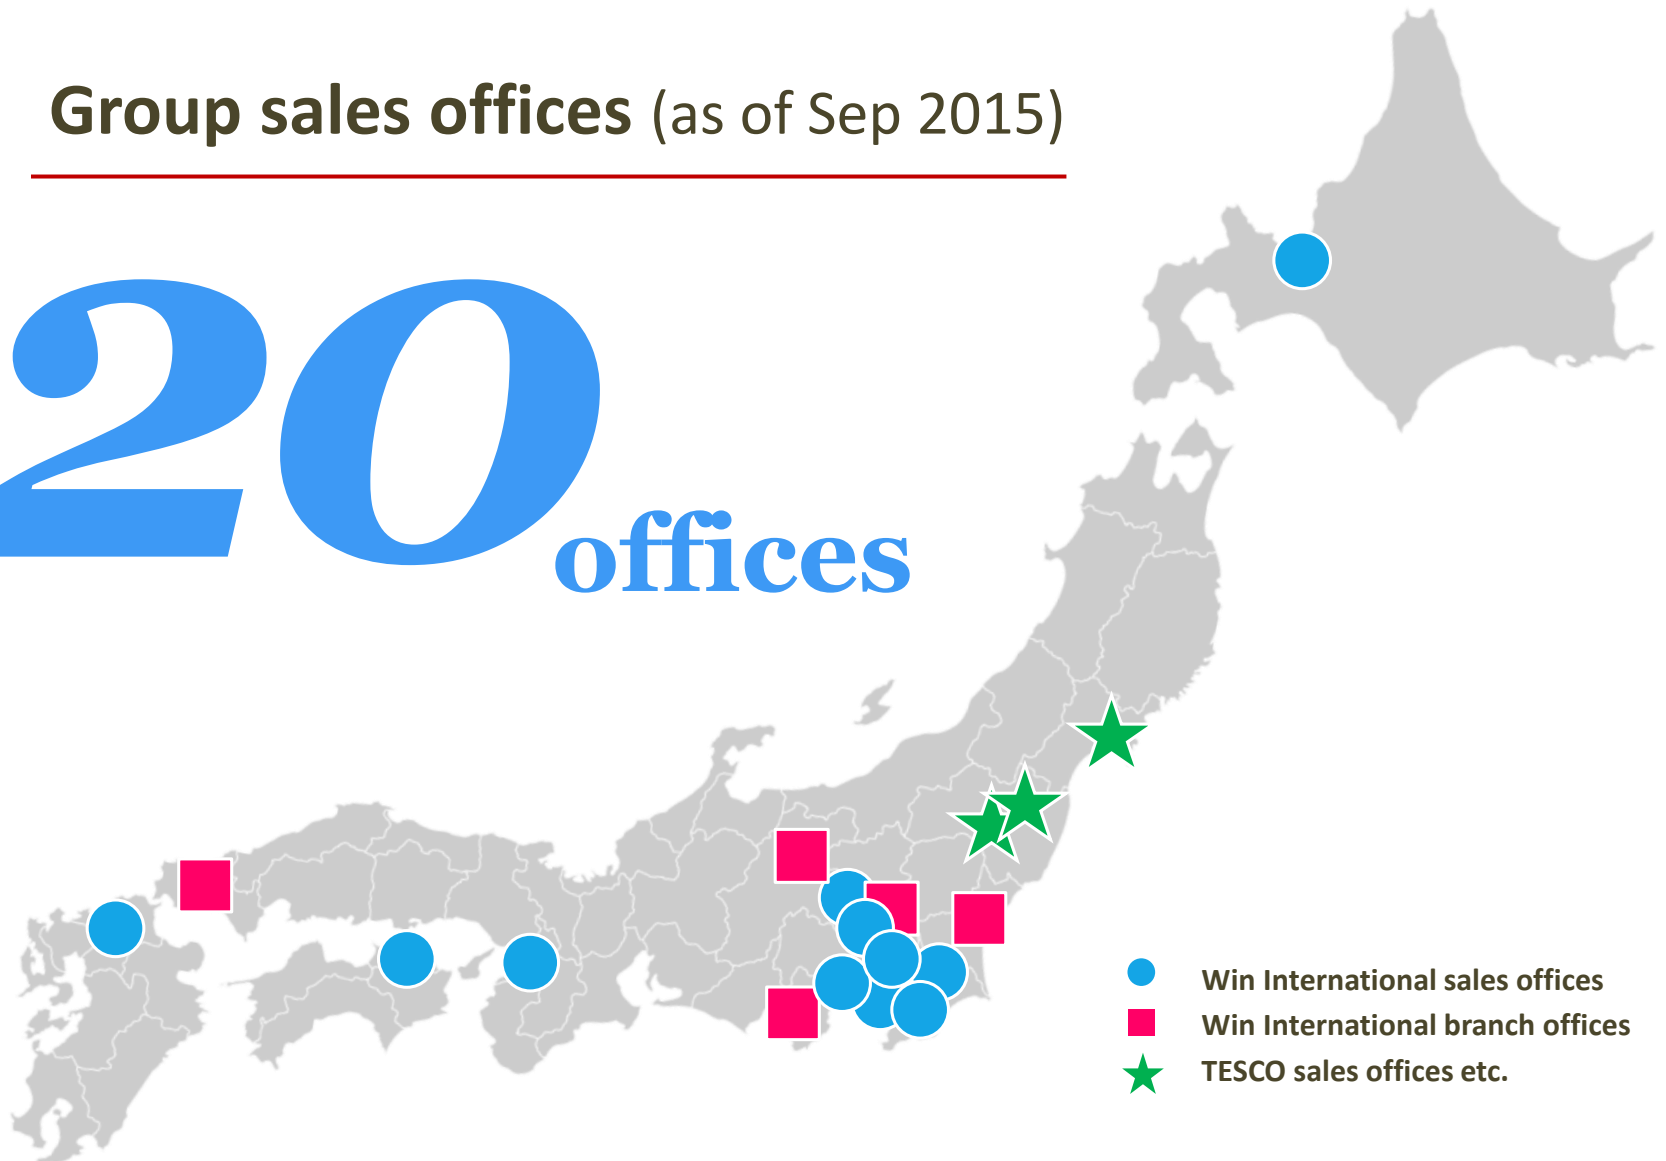 Group sales offices (as of Sep 2015)
20
offices
Win International sales offices
Win International branch offices
TESCO sales offices etc.